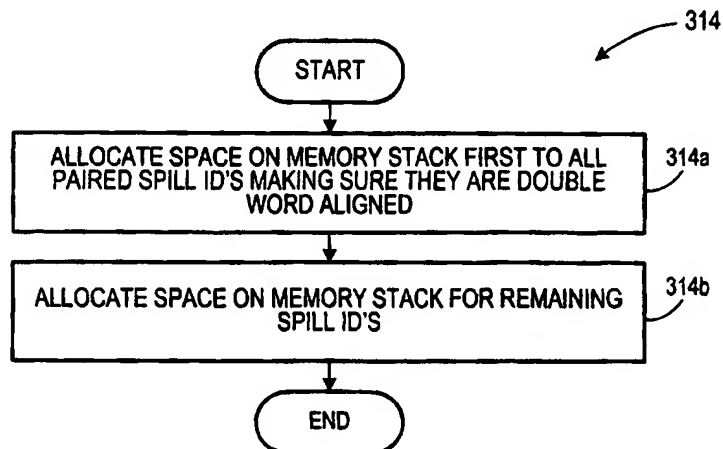 314
START
ALLOCATE SPACE ON MEMORY STACK FIRST TO ALL
PAIRED SPILL ID'S MAKING SURE THEY ARE DOUBLE
WORD ALIGNED
314a
ALLOCATE SPACE ON MEMORY STACK FOR REMAINING
SPILL ID'S
314b
END